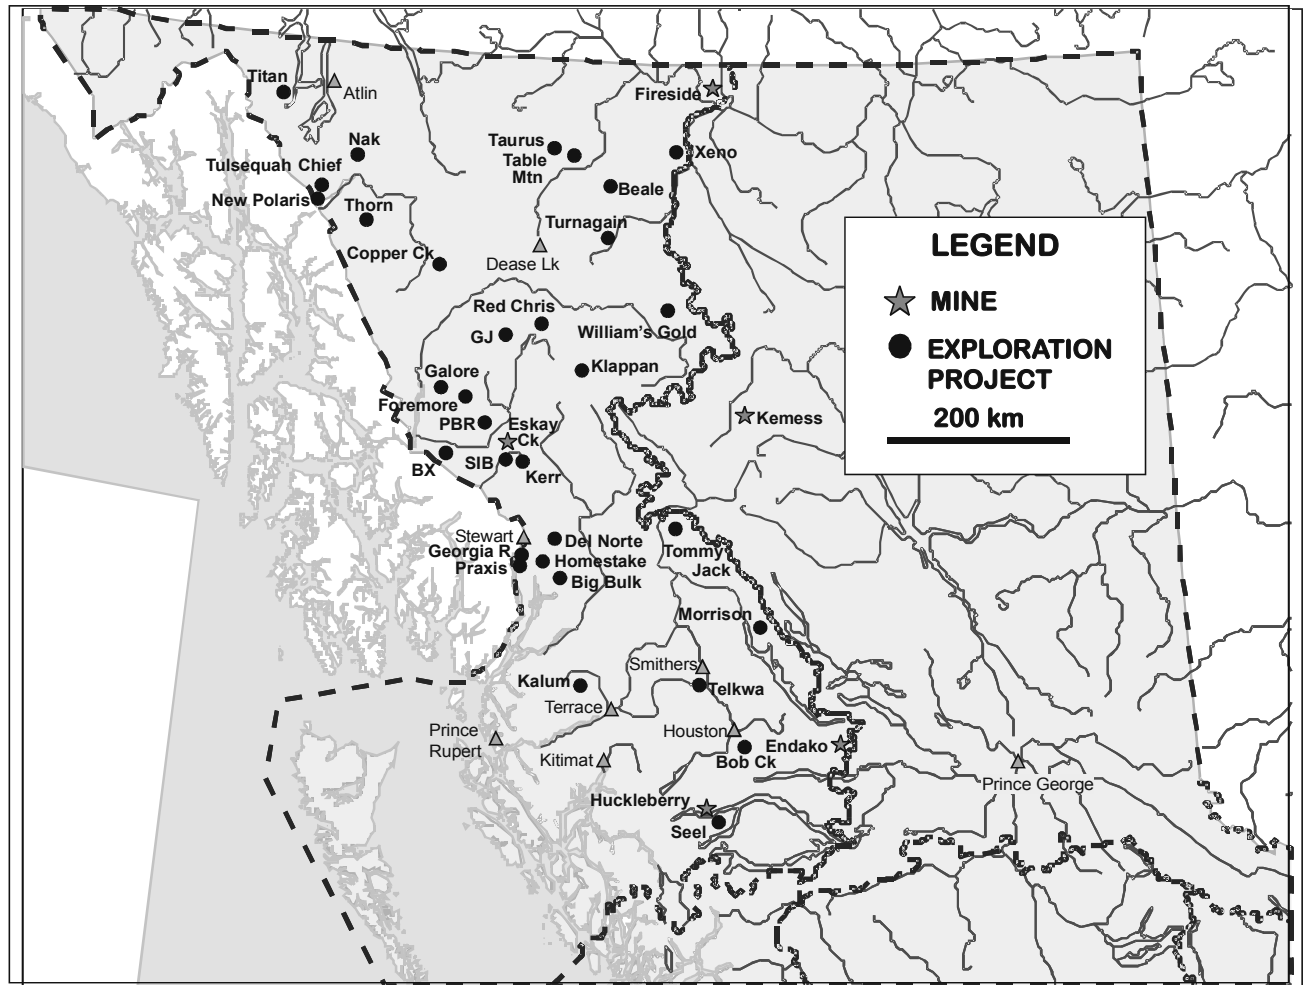 Titan
Atlin
Fireside
Nak
Taurus
Table
Mtn
Xeno
Tulsequah Chief
Beale
New Polaris
Thorn
Turnagain
Copper Ck
Dease Lk
LEGEND
MINE
EXPLORATION
PROJECT
200 km
Red Chris
GJ
William's Gold
Klappan
Galore
Foremore
PBR
Eskay
Ck
Kemess
BX
SIB
Kerr
Stewart
Georgia R
Praxis
Del Norte
Homestake
Big Bulk
Tommy
Jack
Morrison
Smithers
Kalum
Telkwa
Terrace
Prince
Rupert
Houston
Endako
Kitimat
Bob Ck
Prince George
Huckleberry
Seel